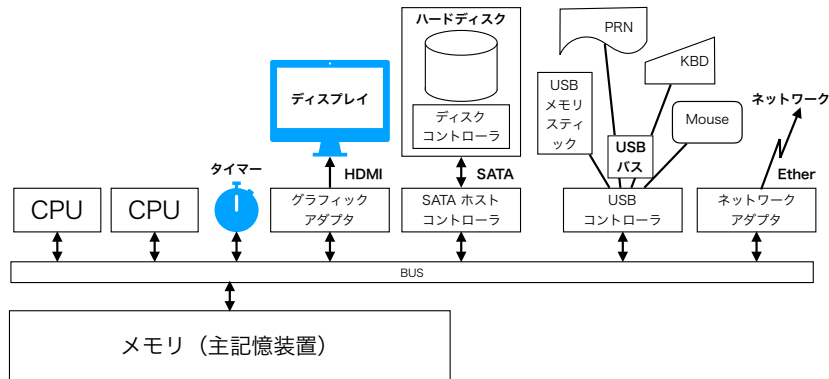 ハードディスク
PRN
KBD
ディスプレイ
ディスク
コントローラ
USB
メモリ
スティ
ック
Mouse
ネットワーク
USB
バス
タイマー
HDMI
SATA
Ether
CPU
CPU
グラフィック
アダプタ
SATA ホスト
コントローラ
USB
コントローラ
ネットワーク
アダプタ
BUS
メモリ（主記憶装置）